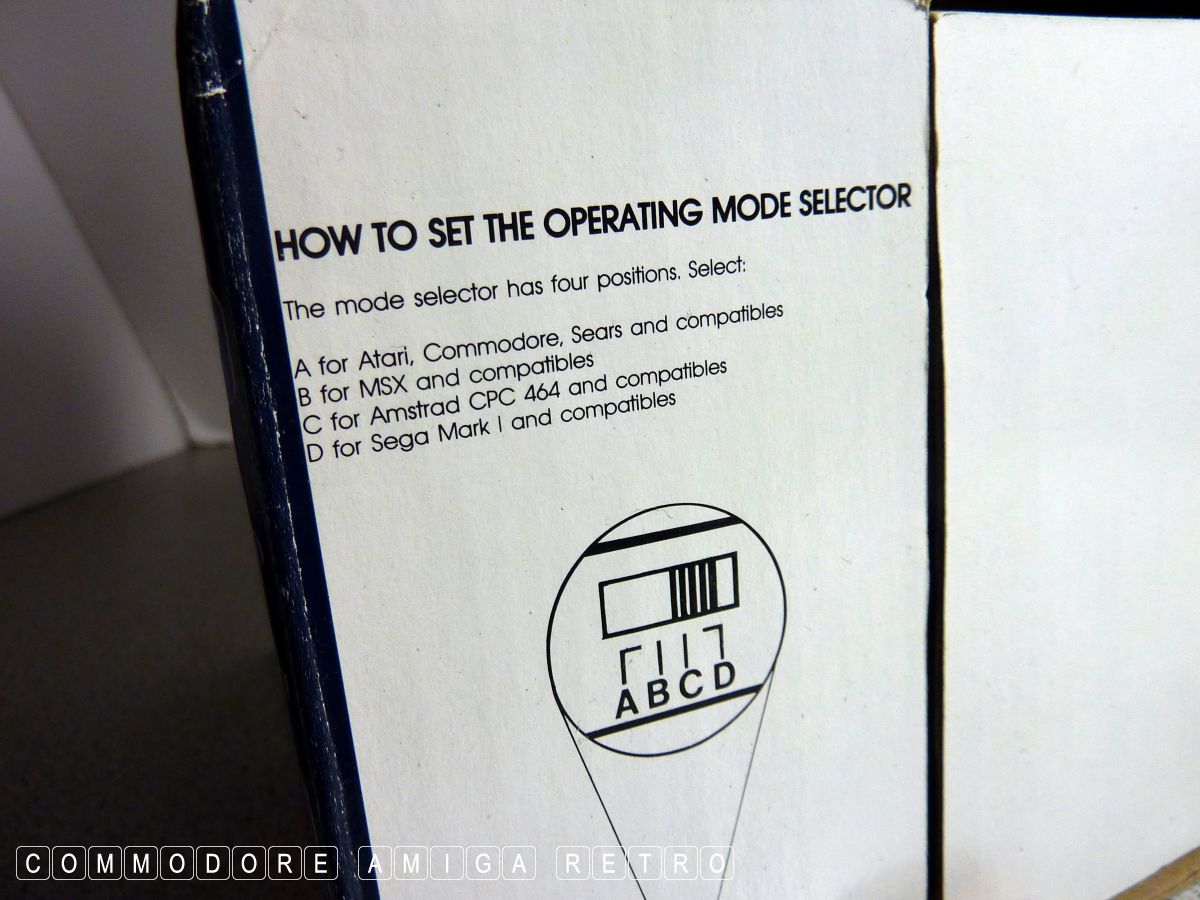 HOW TO SET THE OPERATING MODE SELECTOR
The mode selector has four positions. Select:
A for Atari, Commodore, Sears and compatibles
B for MSX and compatibles
C for Amstrad CPC 464 and compatibles
D for Sega Mark I and compatibles
A B C D
COMMODORE AMIGA RETRO